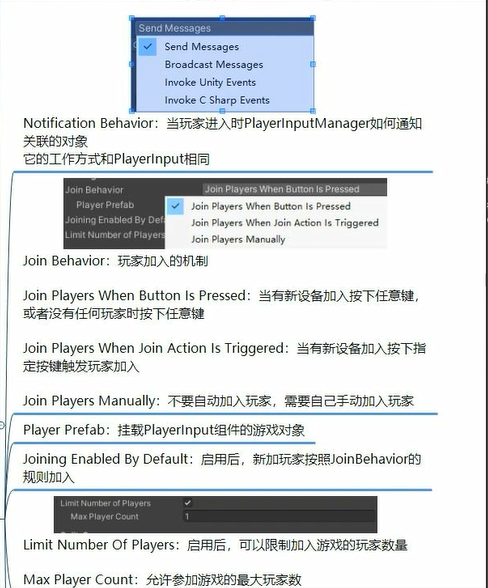 Send Messages
Send Messages
Broadcast Messages
Invoke Unity Events
Invoke C Sharp Events
Notification Behavior：当玩家进入时PlayerInputManager如何通知
关联的对象
它的工作方式和PlayerInput相同
Join Behavior Join Players When Button Is Pressed
Player Prefab Join Players When Button Is Pressed
Joining Enabled By Defa Join Players When Join Action Is Triggered
Limit Number of Players Join Players Manually
Join Behavior：玩家加入的机制
Join Players When Button Is Pressed：当有新设备加入按下任意键，
或者没有任何玩家时按下任意键
Join Players When Join Action Is Triggered：当有新设备加入按下指
定按键触发玩家加入
Join Players Manually：不要自动加入玩家，需要自己手动加入玩家
Player Prefab：挂载PlayerInput组件的游戏对象
Joining Enabled By Default：启用后，新加玩家按照JoinBehavior的
规则加入
Limit Number of Players
Max Player Count 1
Limit Number Of Players：启用后，可以限制加入游戏的玩家数量
Max Player Count：允许参加游戏的最大玩家数